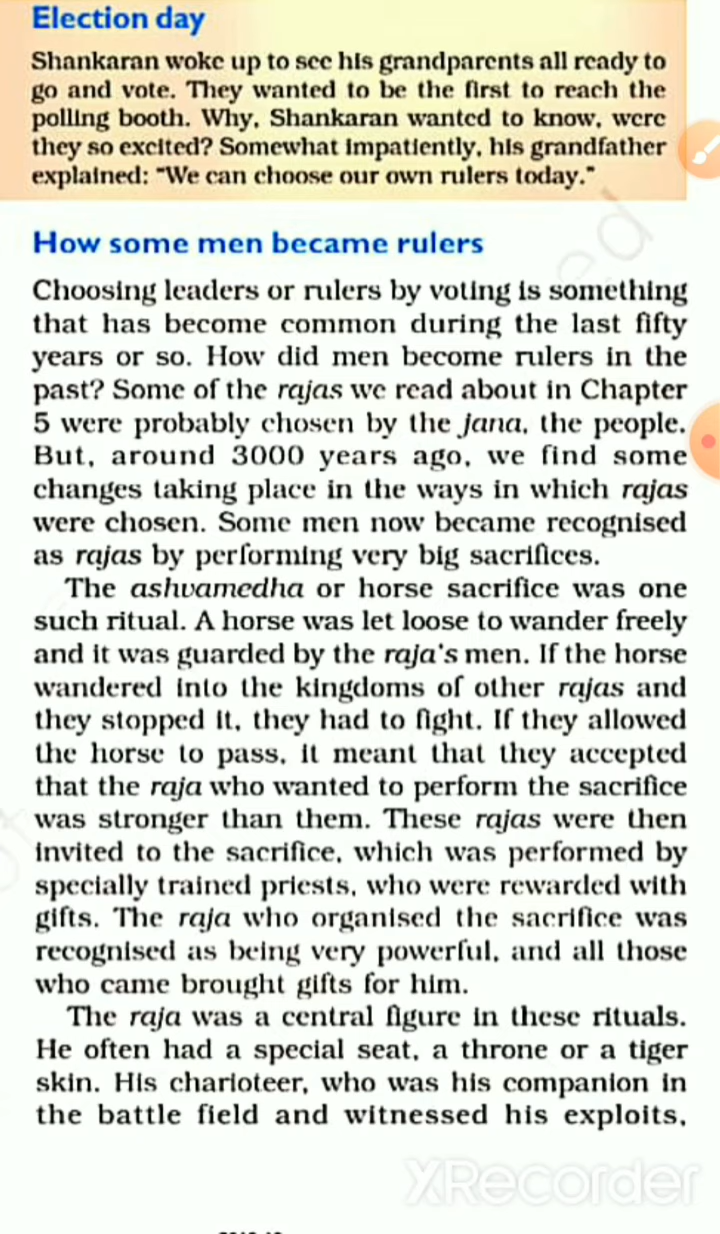 Election day
Shankaran woke up to see his grandparents all ready to
go and vote. They wanted to be the first to reach the
polling booth. Why, Shankaran wanted to know, were
they so excited? Somewhat impatiently, his grandfather
explained: "We can choose our own rulers today."
How some men became rulers
Choosing leaders or rulers by voting is something
that has become common during the last fifty
years or so. How did men become rulers in the
past? Some of the rajas we read about in Chapter
5 were probably chosen by the jana, the people.
But, around 3000 years ago, we find some
changes taking place in the ways in which rajas
were chosen. Some men now became recognised
as rajas by performing very big sacrifices.
The ashvamedha or horse sacrifice was one
such ritual. A horse was let loose to wander freely
and it was guarded by the raja's men. If the horse
wandered into the kingdoms of other rajas and
they stopped it, they had to fight. If they allowed
the horse to pass, it meant that they accepted
that the raja who wanted to perform the sacrifice
was stronger than them. These rajas were then
invited to the sacrifice, which was performed by
specially trained priests, who were rewarded with
gifts. The raja who organised the sacrifice was
recognised as being very powerful, and all those
who came brought gifts for him.
The raja was a central figure in these rituals.
He often had a special seat, a throne or a tiger
skin. His charioteer, who was his companion in
the battle field and witnessed his exploits,
XRecorder